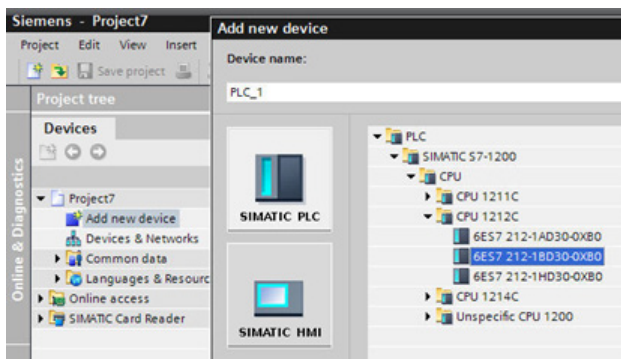 Siemens - Project7
Project Edit View Insert
Save project
Project tree
Devices
Online & Diagnostics
Project7
Add new device
Devices & Networks
Common data
Languages & Resourc
Online access
SIMATIC Card Reader
Add new device
Device name:
PLC_1
SIMATIC PLC
SIMATIC HMI
PLC
SIMATIC S7-1200
CPU
CPU 1211C
CPU 1212C
6ES7 212-1AD30-0XB0
6ES7 212-1BD30-0XB0
6ES7 212-1HD30-0XB0
CPU 1214C
Unspecific CPU 1200